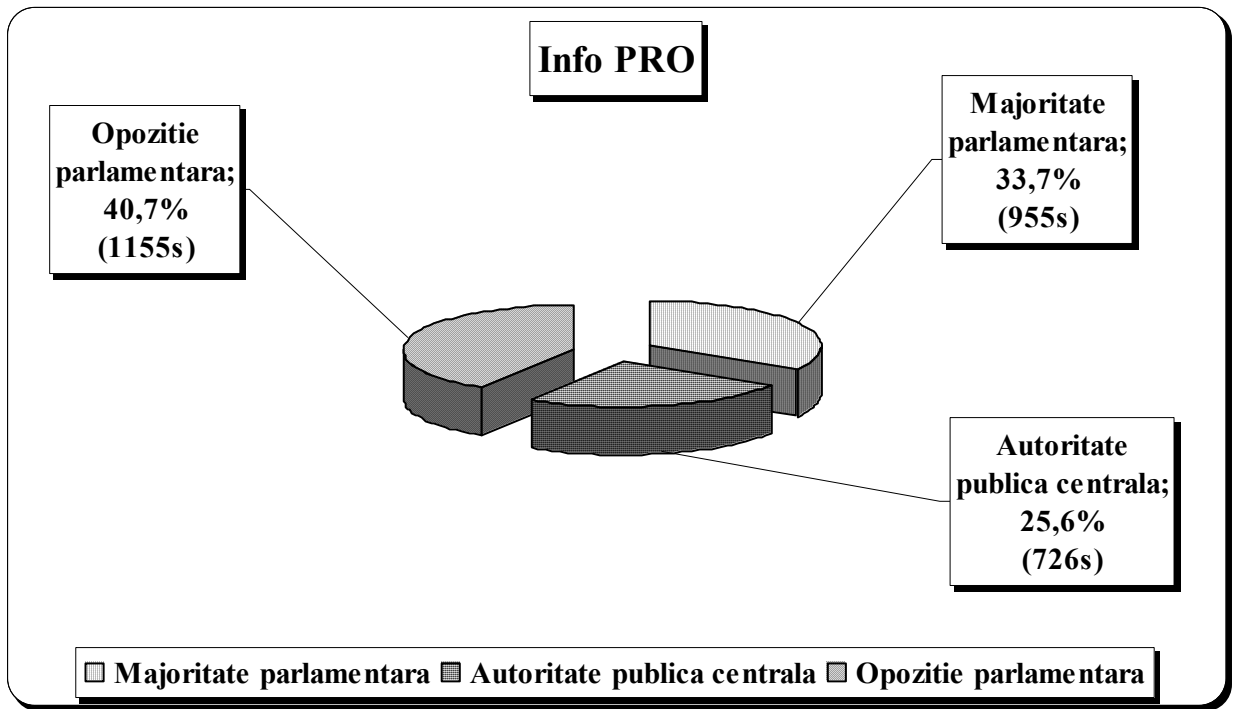 Info PRO
Opozitie
parlamentara;
40,7%
(1155s)
Majoritate
parlamentara;
33,7%
(955s)
Autoritate
publica centrala;
25,6%
(726s)
Majoritate parlamentara Autoritate publica centrala Opozitie parlamentara